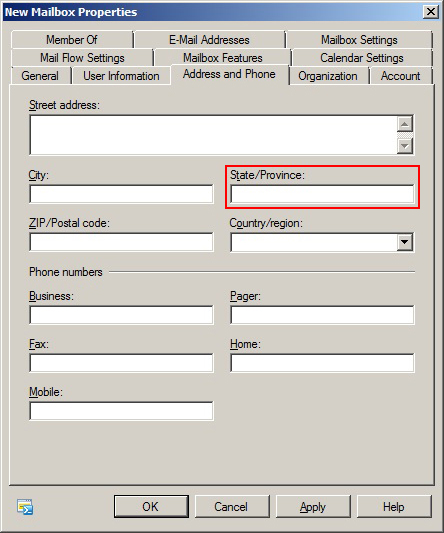 New Mailbox Properties
Member Of E-Mail Addresses Mailbox Settings
Mail Flow Settings Mailbox Features Calendar Settings
General User Information Address and Phone Organization Account
Street address:
City: State/Province:
ZIP/Postal code: Country/region:
Phone numbers
Business: Pager:
Fax: Home:
Mobile:
OK Cancel Apply Help